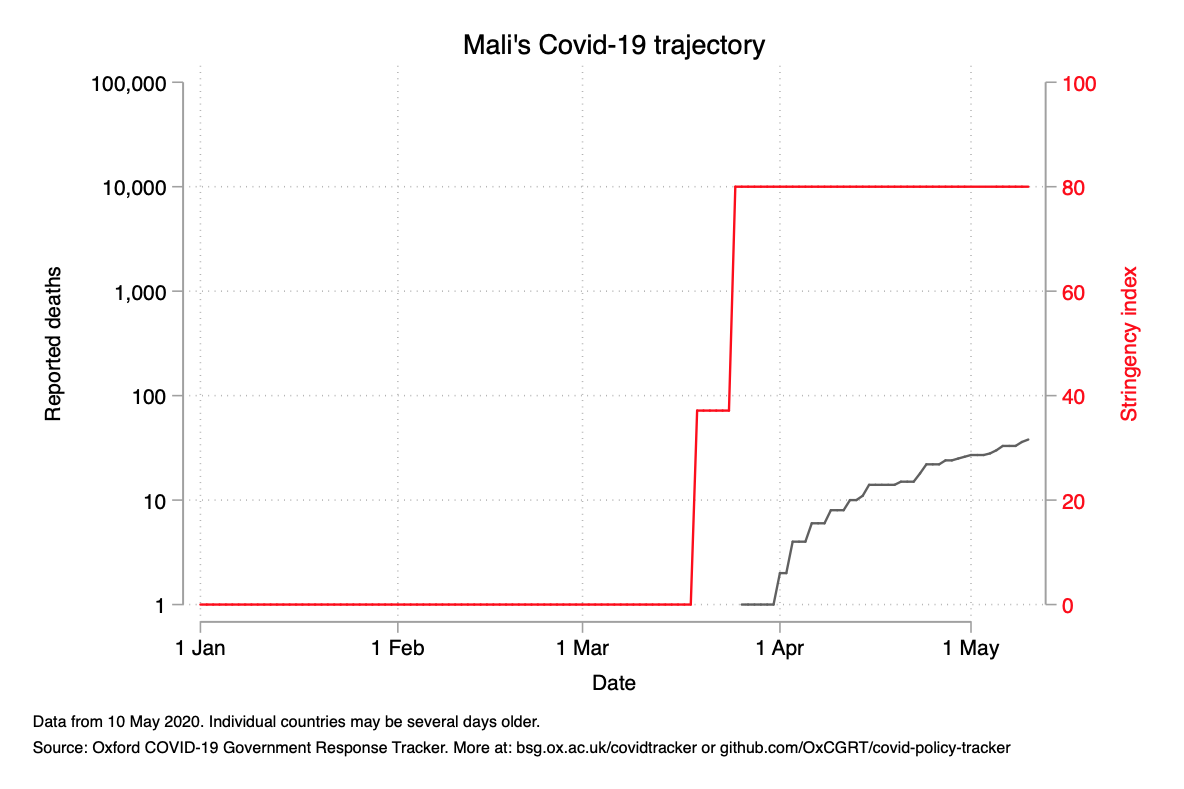 Mali's Covid-19 trajectory
100,000
10,000
1,000
100
10
1
Reported deaths
100
80
60
40
20
0
Stringency index
1 Jan
1 Feb
1 Mar
1 Apr
1 May
Date
Data from 10 May 2020. Individual countries may be several days older.
Source: Oxford COVID-19 Government Response Tracker. More at: bsg.ox.ac.uk/covidtracker or github.com/OxCGRT/covid-policy-tracker